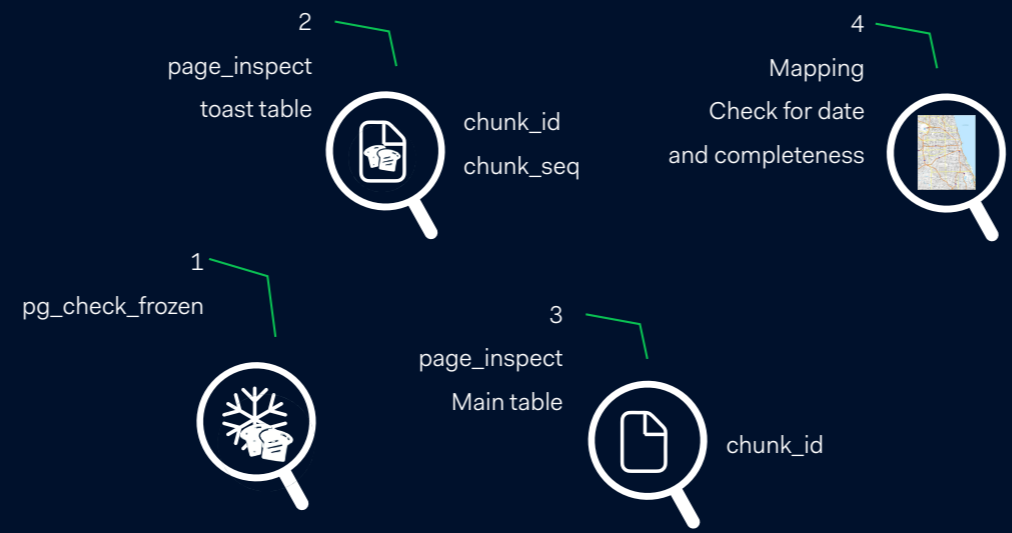 1
pg_check_frozen
2
page_inspect
toast table
chunk_id
chunk_seq
3
page_inspect
Main table
chunk_id
4
Mapping
Check for date
and completeness